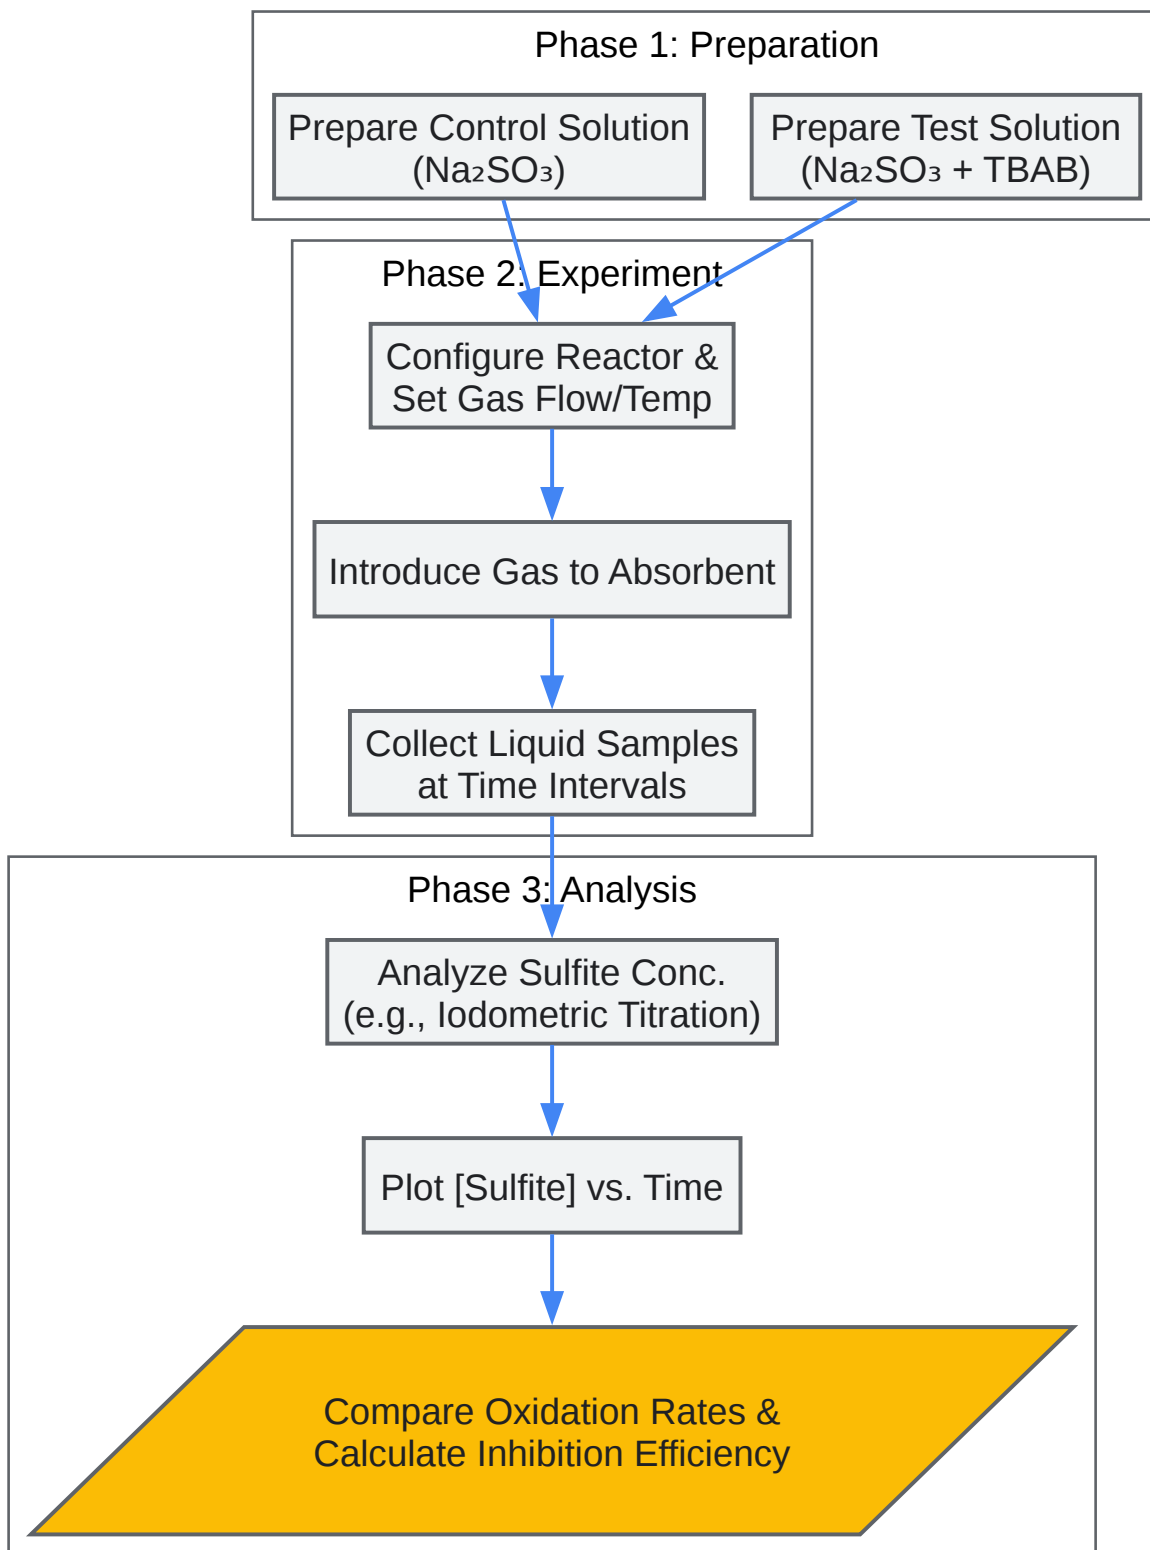 Phase 1: Preparation
Prepare Control Solution
(Na₂SO₃)
Prepare Test Solution
(Na₂SO₃ + TBAB)
Phase 2: Experiment
Configure Reactor &
Set Gas Flow/Temp
Introduce Gas to Absorbent
Collect Liquid Samples
at Time Intervals
Phase 3: Analysis
Analyze Sulfite Conc.
(e.g., Iodometric Titration)
Plot [Sulfite] vs. Time
Compare Oxidation Rates &
Calculate Inhibition Efficiency